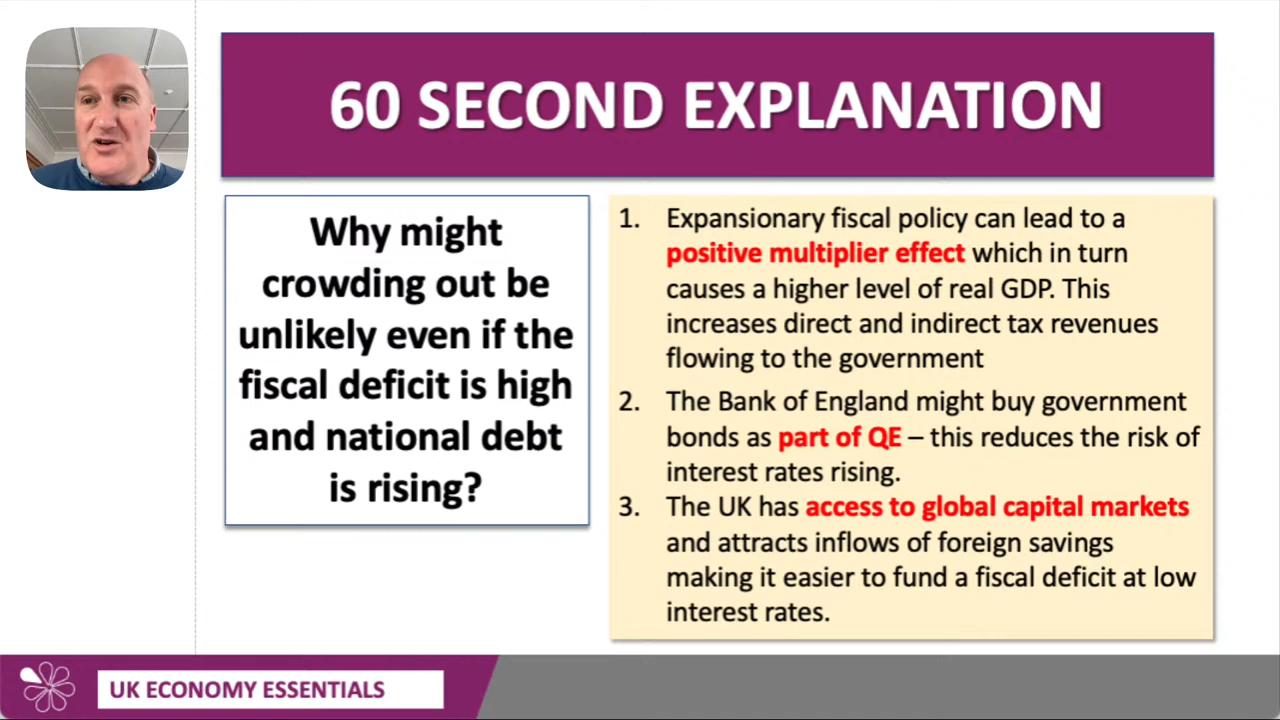 60 SECOND EXPLANATION
Why might
crowding out be
unlikely even if the
fiscal deficit is high
and national debt
is rising?
1. Expansionary fiscal policy can lead to a
positive multiplier effect which in turn
causes a higher level of real GDP. This
increases direct and indirect tax revenues
flowing to the government
2. The Bank of England might buy government
bonds as part of QE – this reduces the risk of
interest rates rising.
3. The UK has access to global capital markets
and attracts inflows of foreign savings
making it easier to fund a fiscal deficit at low
interest rates.
UK ECONOMY ESSENTIALS